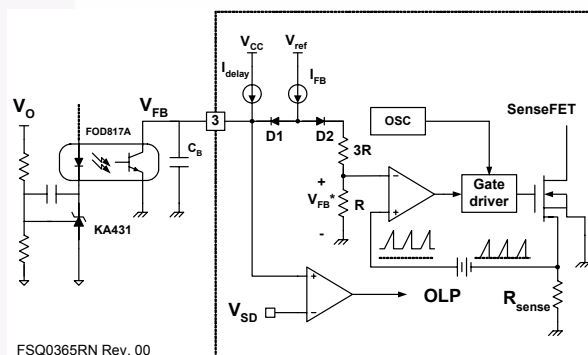 V_CC
V_ref
I_delay
I_FB
SenseFET
V_O
V_FB
FOD817A
3
OSC
D1
D2
C_B
3R
+
V_FB*
R
-
−
+
Gate
driver
KA431
+
−
V_SD
OLP
R_sense
FSQ0365RN Rev. 00